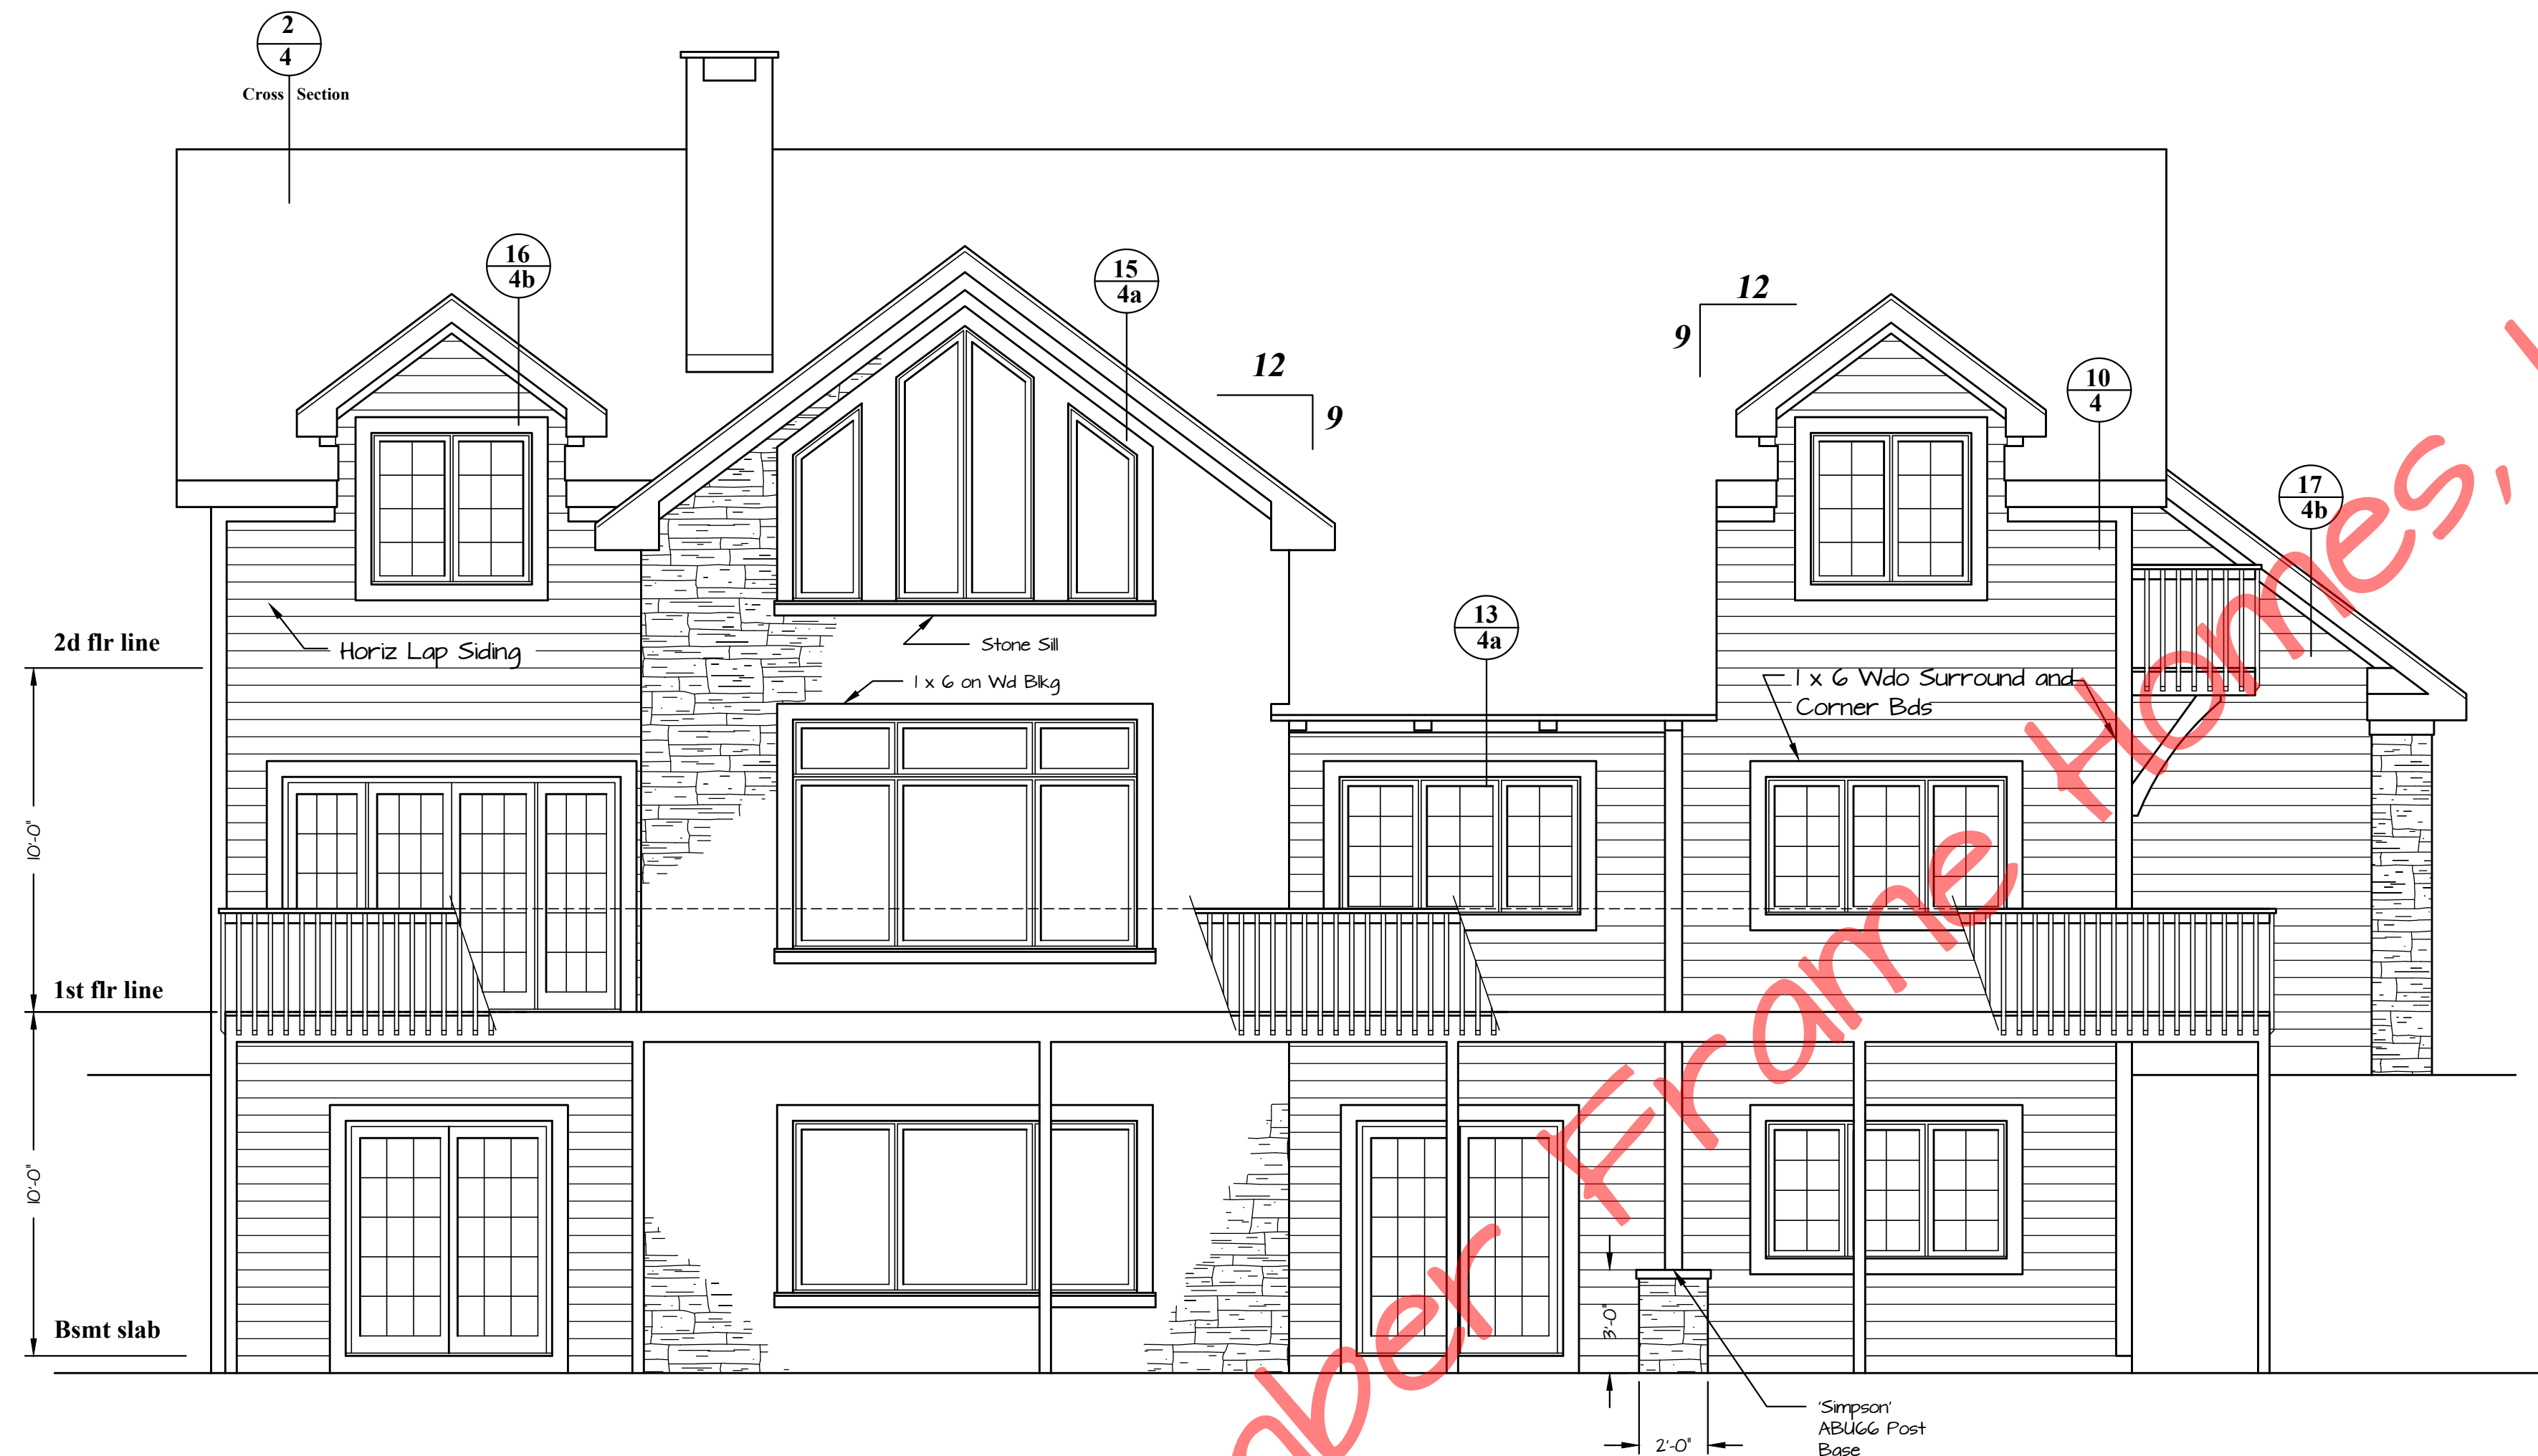 2
4
Cross Section
16
4b
15
4a
12
9
12
9
10
4
17
4b
13
4a
2d flr line
Horiz Lap Siding
Stone Sill
1 x 6 on Wd Blkg
1 x 6 Wdo Surround and
Corner Bds
10'-0"
1st flr line
10'-0"
Bsmt slab
3'-0"
2'-0"
'Simpson'
ABU66 Post
Base
Frame Homes,